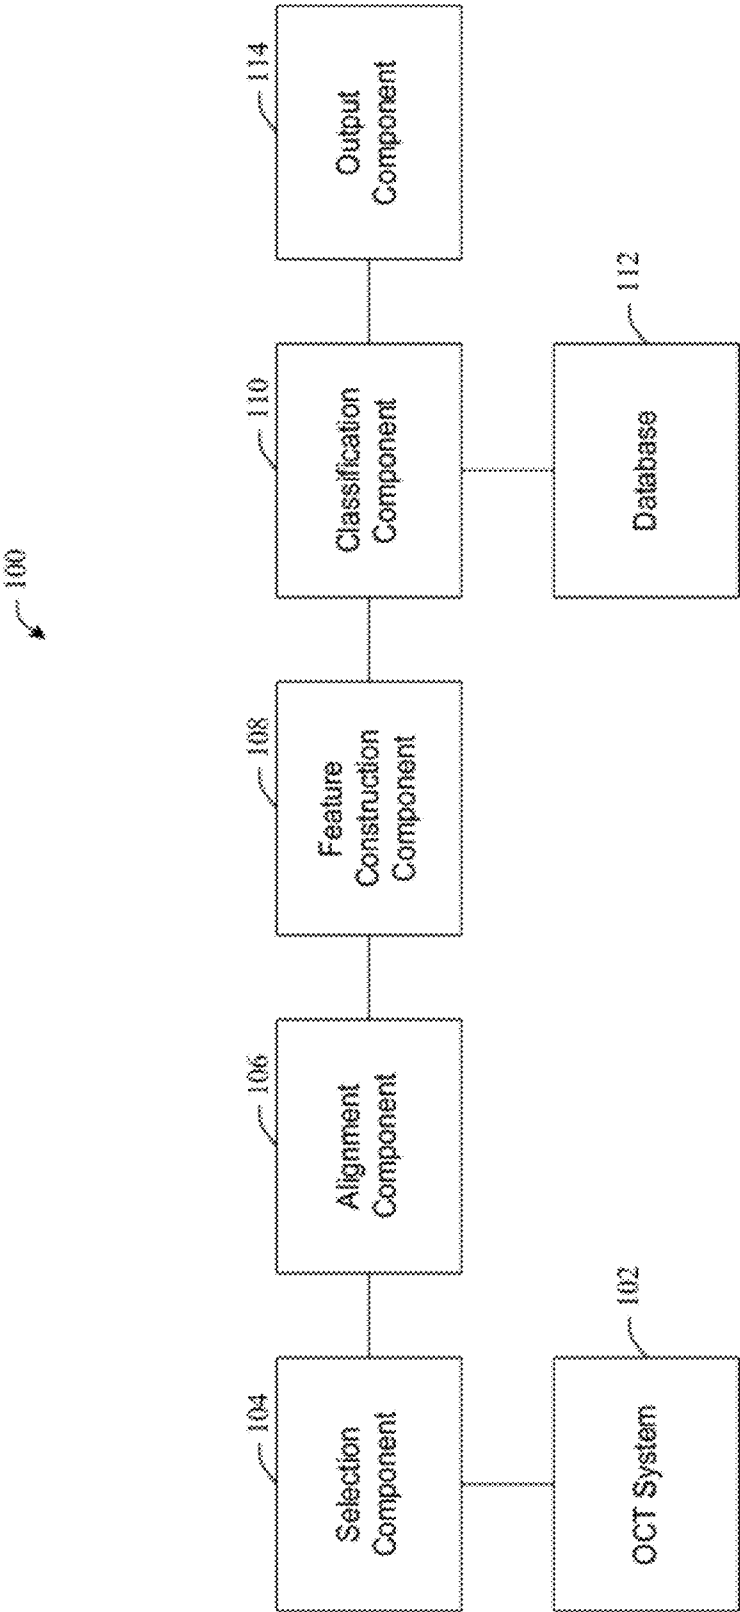 100
104
Selection
Component
106
Alignment
Component
108
Feature
Construction
Component
110
Classification
Component
114
Output
Component
102
OCT System
112
Database